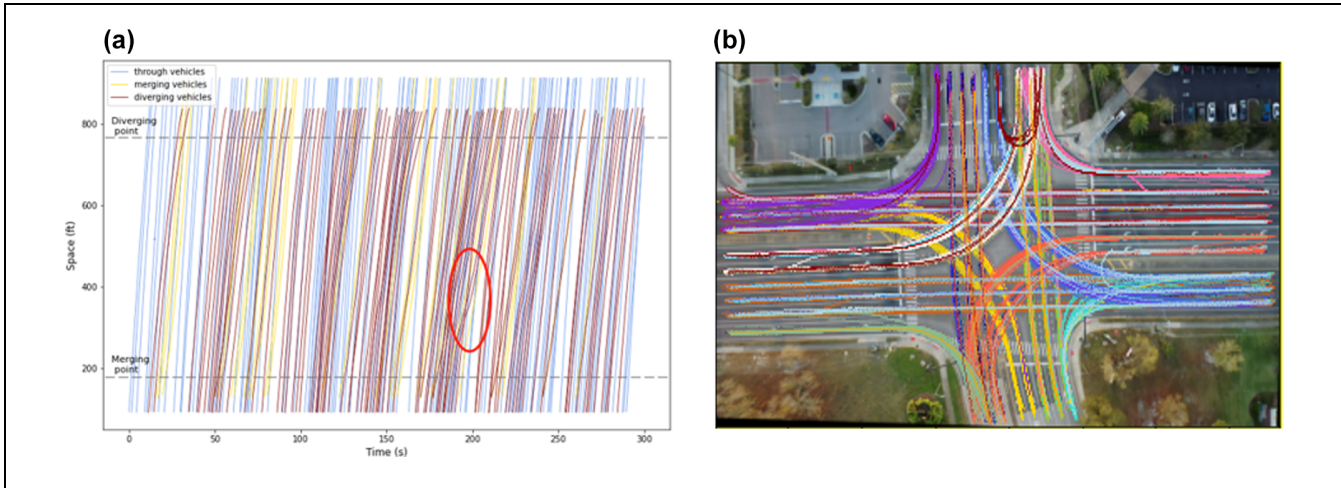 (a)
(b)
through vehicles
merging vehicles
diverging vehicles
800
Diverging
point
600
Space (ft)
400
Merging
point
200
0
50
100
150
200
250
300
Time (s)